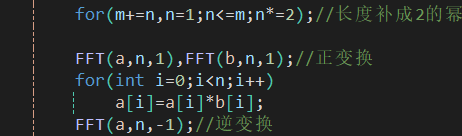 for(m+=n,n=1;n<=m;n*=2);//长度补成2的幂
FFT(a,n,1),FFT(b,n,1);//正变换
for(int i=0;i<n;i++)
a[i]=a[i]*b[i];
FFT(a,n,-1);//逆变换